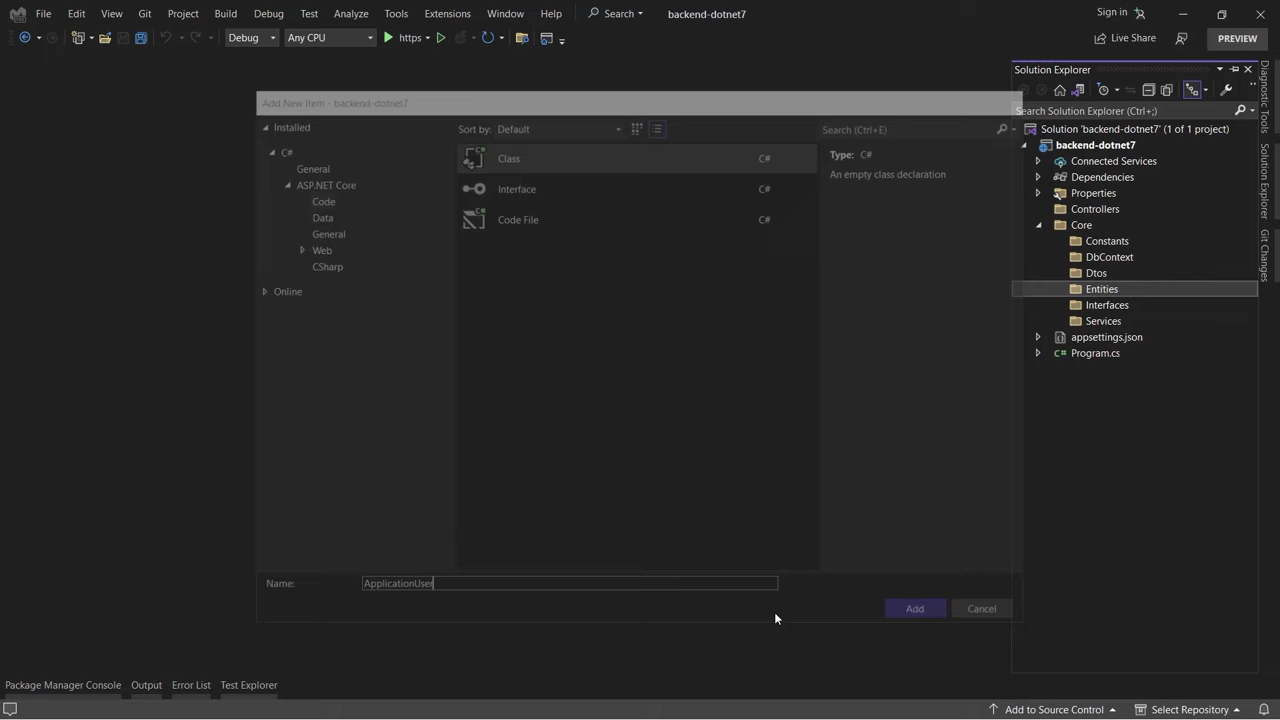 File Edit View Git Project Build Debug Test Analyze Tools Extensions Window Help Search backend-dotnet7 Sign in
Debug Any CPU https Live Share PREVIEW
Solution Explorer
Search Solution Explorer (Ctrl+;)
Solution 'backend-dotnet7' (1 of 1 project)
backend-dotnet7
Connected Services
Dependencies
Properties
Controllers
Core
Constants
DbContext
Dtos
Entities
Interfaces
Services
appsettings.json
C# Program.cs
Diagnostic Tools
Solution Explorer
Git Changes
Add New Item - backend-dotnet7
Installed
C#
General
ASP.NET Core
Code
Data
General
Web
CSharp
Online
Sort by: Default
Class C#
Interface C#
Code File C#
Search (Ctrl+E)
Type: C#
An empty class declaration
Name: ApplicationUser
Add Cancel
Package Manager Console Output Error List Test Explorer
Add to Source Control Select Repository